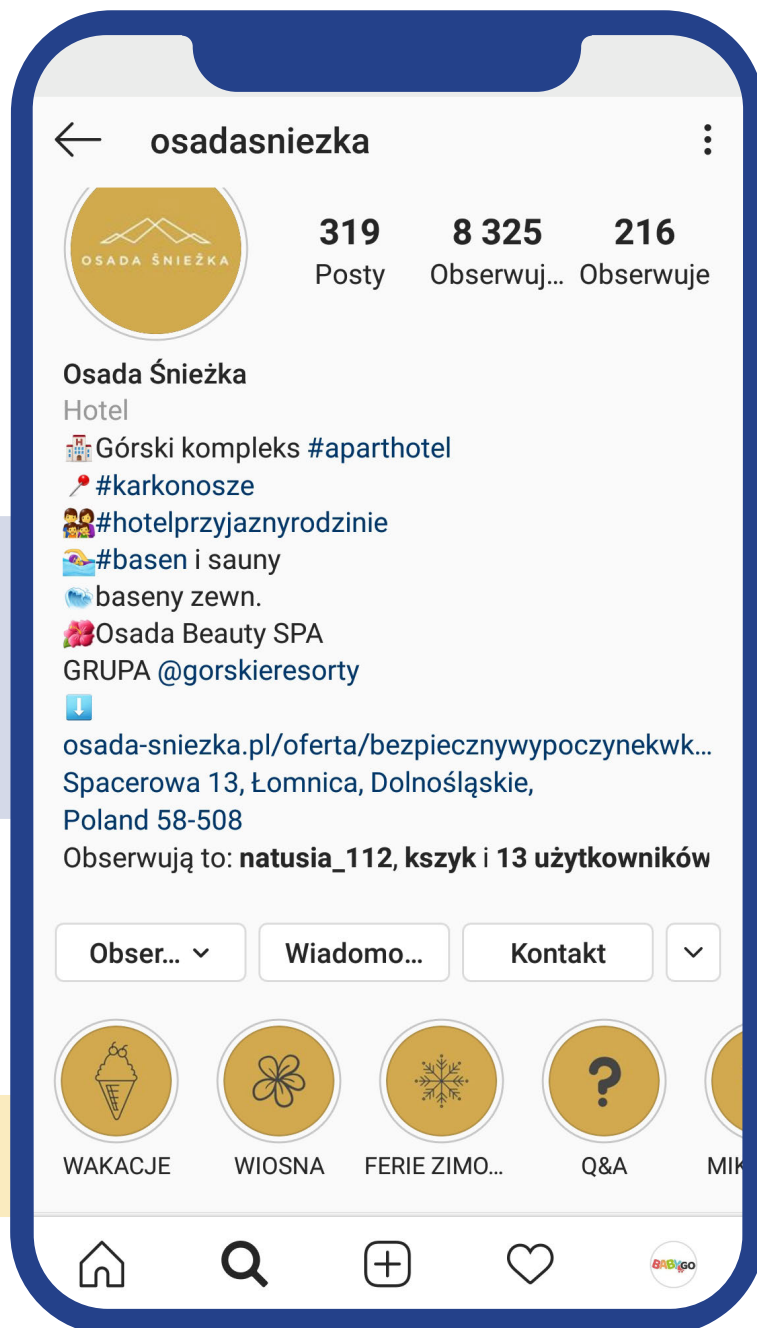 osadasniezka
OSADA ŚNIEŻKA
319 8 325 216
Posty Obserwuj... Obserwuje
Osada Śnieżka
Hotel
Górski kompleks #aparthotel
#karkonosze
#hotelprzyjaznyrodzinie
#basen i sauny
baseny zewn.
Osada Beauty SPA
GRUPA @gorskieresorty
osada-sniezka.pl/oferta/bezpiecznywypoczynekwk...
Spacerowa 13, Łomnica, Dolnośląskie,
Poland 58-508
Obserwują to: natusia_112, kszyk i 13 użytkowników
Obser... Wiadomo... Kontakt
?
WAKACJE WIOSNA FERIE ZIMO... Q&A MIK
BABY GO